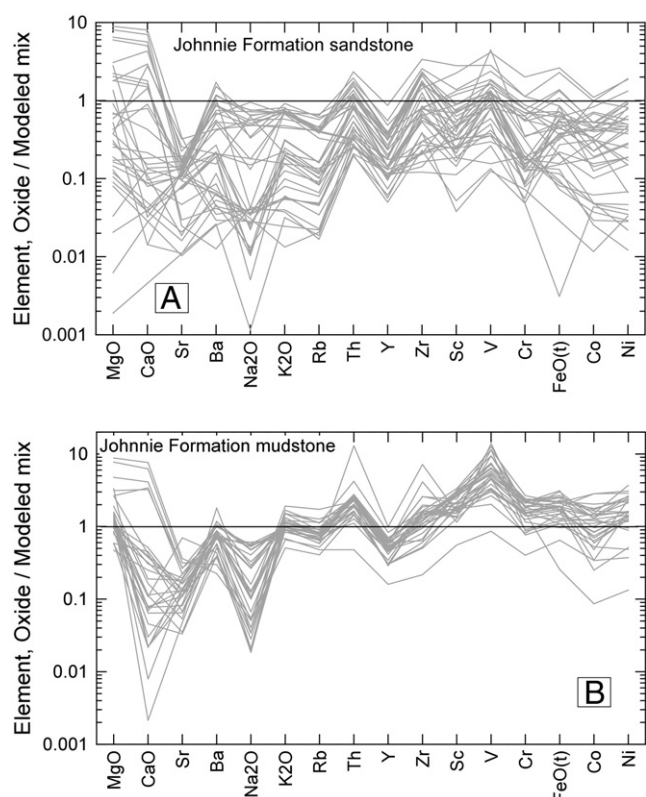 Element, Oxide / Modeled mix
10
1
0.1
0.01
0.001
Johnnie Formation sandstone
A
MgO
CaO
Sr
Ba
Na2O
K2O
Rb
Th
Y
Zr
Sc
V
Cr
FeO(t)
Co
Ni
Element, Oxide / Modeled mix
10
1
0.1
0.01
0.001
Johnnie Formation mudstone
B
MgO
CaO
Sr
Ba
Na2O
K2O
Rb
Th
Y
Zr
Sc
V
Cr
FeO(t)
Co
Ni